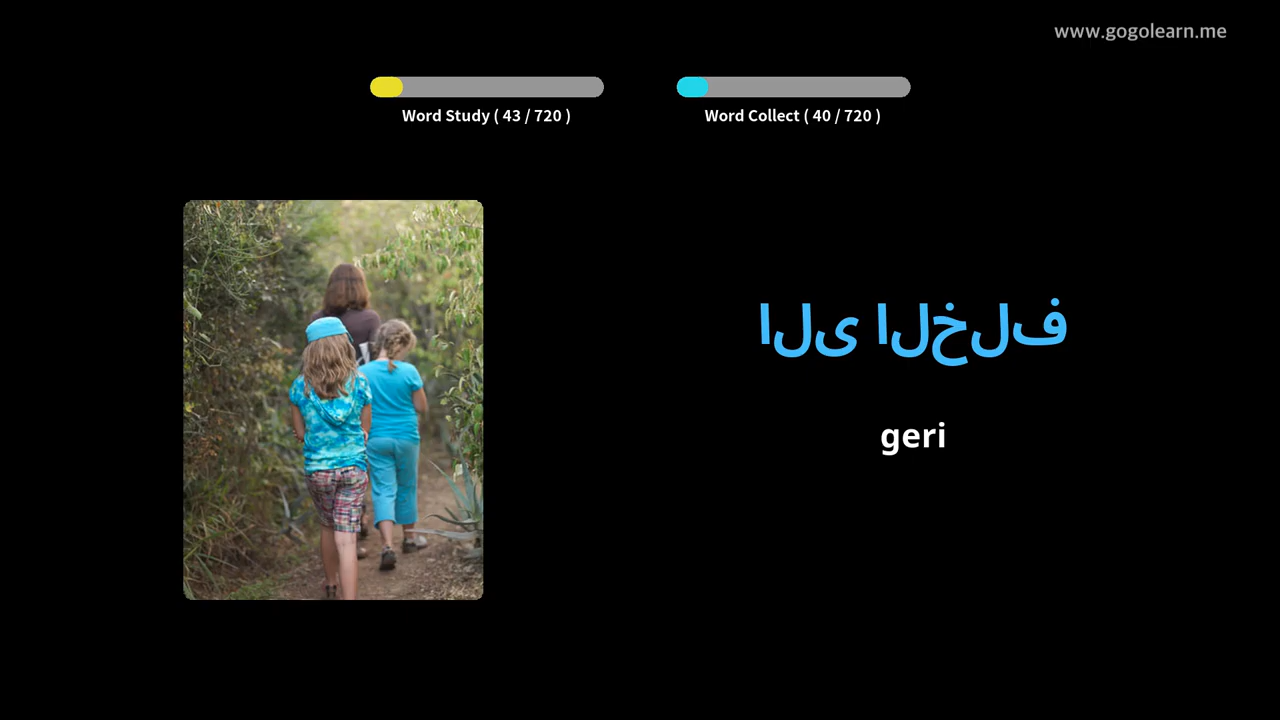 www.gogolearn.me
Word Study ( 43 / 720 )
Word Collect ( 40 / 720 )
الى الخلف
geri